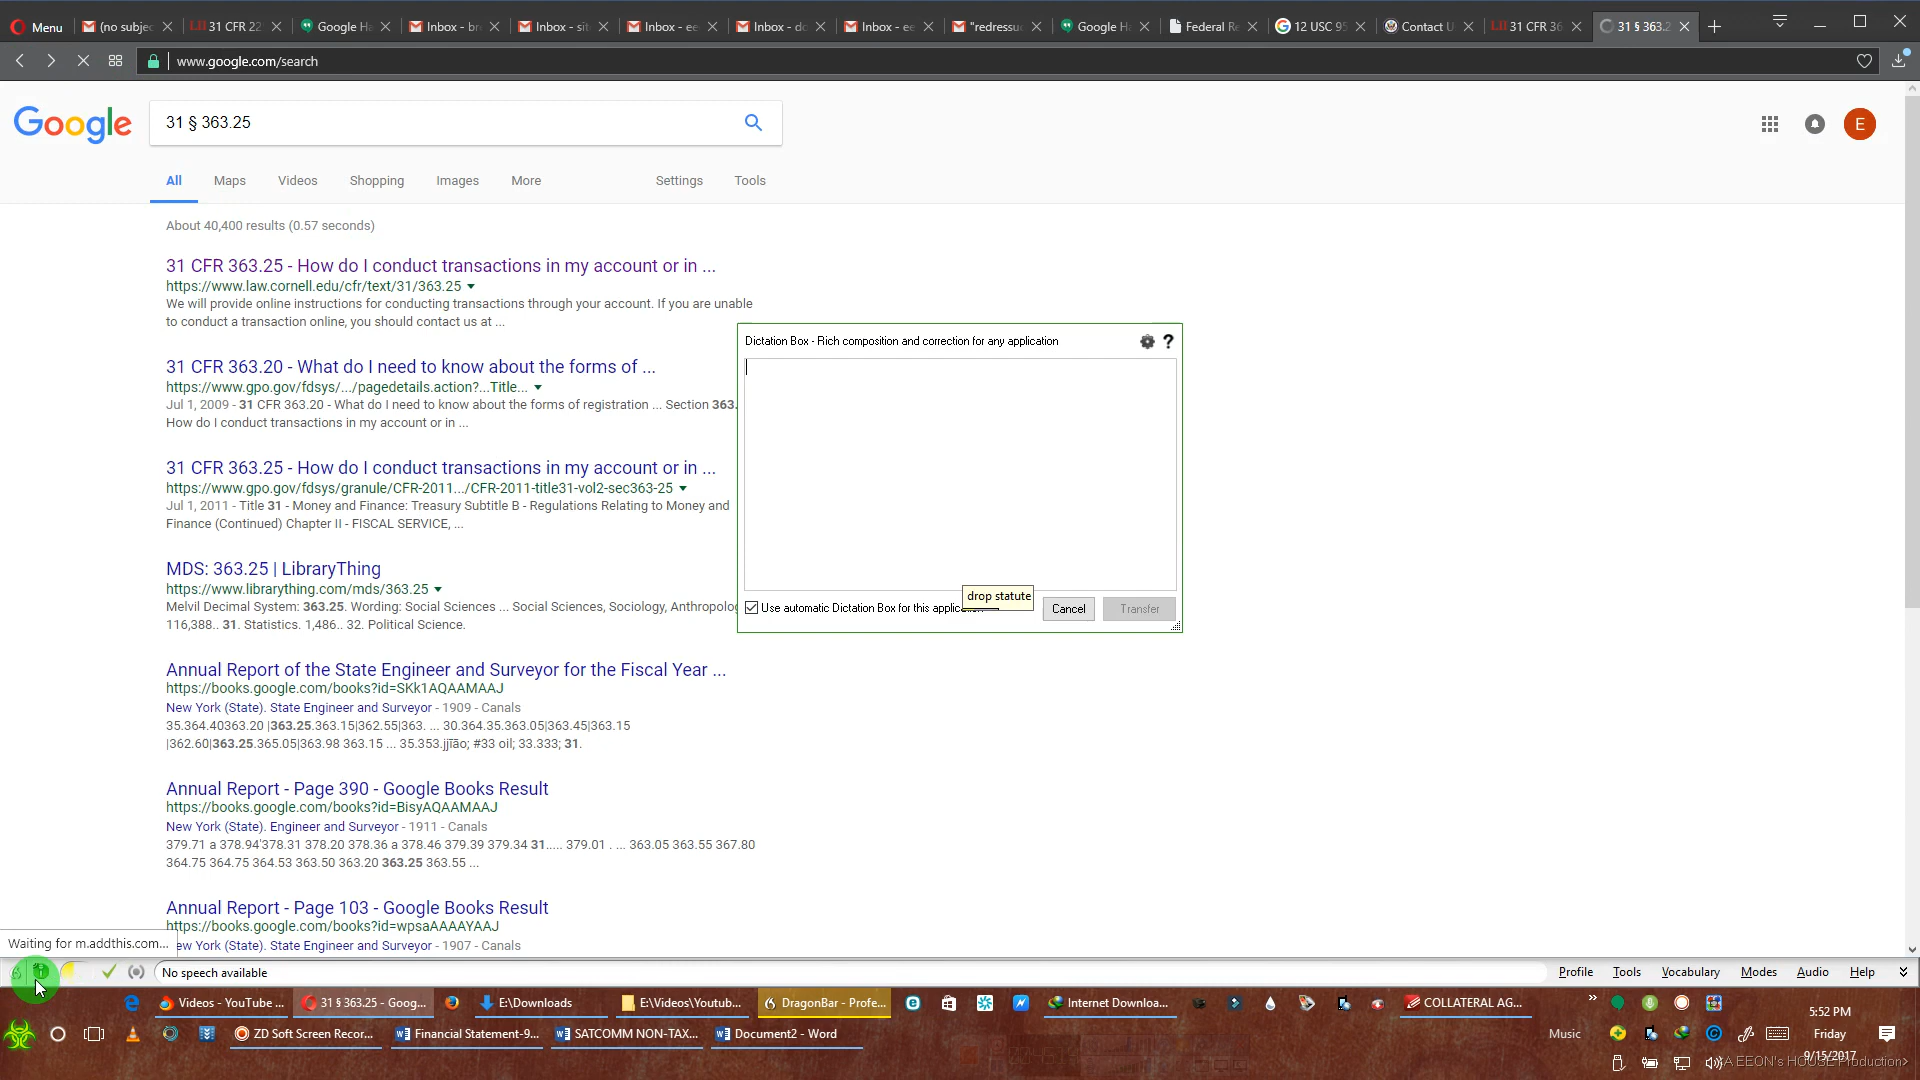 Menu
(no subjec
31 CFR 22
Google Ha
Inbox - br
Inbox - sit
Inbox - ee
Inbox - do
Inbox - ee
"redressuc
Google Ha
Federal Re
12 USC 95
Contact U
31 CFR 36
31 § 363.2
www.google.com/search
Google
31 § 363.25
E
All
Maps
Videos
Shopping
Images
More
Settings
Tools
About 40,400 results (0.57 seconds)
31 CFR 363.25 - How do I conduct transactions in my account or in ...
https://www.law.cornell.edu/cfr/text/31/363.25
We will provide online instructions for conducting transactions through your account. If you are unable
to conduct a transaction online, you should contact us at ...
31 CFR 363.20 - What do I need to know about the forms of ...
https://www.gpo.gov/fdsys/.../pagedetails.action?...Title...
Jul 1, 2009 - 31 CFR 363.20 - What do I need to know about the forms of registration ... Section 363.
How do I conduct transactions in my account or in ...
31 CFR 363.25 - How do I conduct transactions in my account or in ...
https://www.gpo.gov/fdsys/granule/CFR-2011.../CFR-2011-title31-vol2-sec363-25
Jul 1, 2011 - Title 31 - Money and Finance: Treasury Subtitle B - Regulations Relating to Money and
Finance (Continued) Chapter II - FISCAL SERVICE, ...
MDS: 363.25 | LibraryThing
https://www.librarything.com/mds/363.25
Melvil Decimal System: 363.25. Wording: Social Sciences ... Social Sciences, Sociology, Anthropolog
116,388.. 31. Statistics. 1,486.. 32. Political Science.
Annual Report of the State Engineer and Surveyor for the Fiscal Year ...
https://books.google.com/books?id=SKk1AQAAMAAJ
New York (State). State Engineer and Surveyor - 1909 - Canals
35.364.40363.20 |363.25.363.15|362.55|363. ... 30.364.35.363.05|363.45|363.15
|362.60|363.25.365.05|363.98 363.15 ... 35.353.jjīāo; #33 oil; 33.333; 31.
Annual Report - Page 390 - Google Books Result
https://books.google.com/books?id=BisyAQAAMAAJ
New York (State). Engineer and Surveyor - 1911 - Canals
379.71 a 378.94'378.31 378.20 378.36 a 378.46 379.39 379.34 31..... 379.01 . ... 363.05 363.55 367.80
364.75 364.75 364.53 363.50 363.20 363.25 363.55 ...
Annual Report - Page 103 - Google Books Result
https://books.google.com/books?id=wpsaAAAAYAAJ
ew York (State). State Engineer and Surveyor - 1907 - Canals
Dictation Box - Rich composition and correction for any application
?
drop statute
Use automatic Dictation Box for this applic
Cancel
Transfer
Waiting for m.addthis.com...
No speech available
Profile
Tools
Vocabulary
Modes
Audio
Help
Videos - YouTube ...
31 § 363.25 - Goog...
E:\Downloads
E:\Videos\Youtub...
DragonBar - Profe...
Internet Downloa...
COLLATERAL AG...
ZD Soft Screen Recor...
Financial Statement-9...
SATCOMM NON-TAX...
Document2 - Word
Music
5:52 PM
Friday
9/15/2017
A EEON's HOUSE Production>